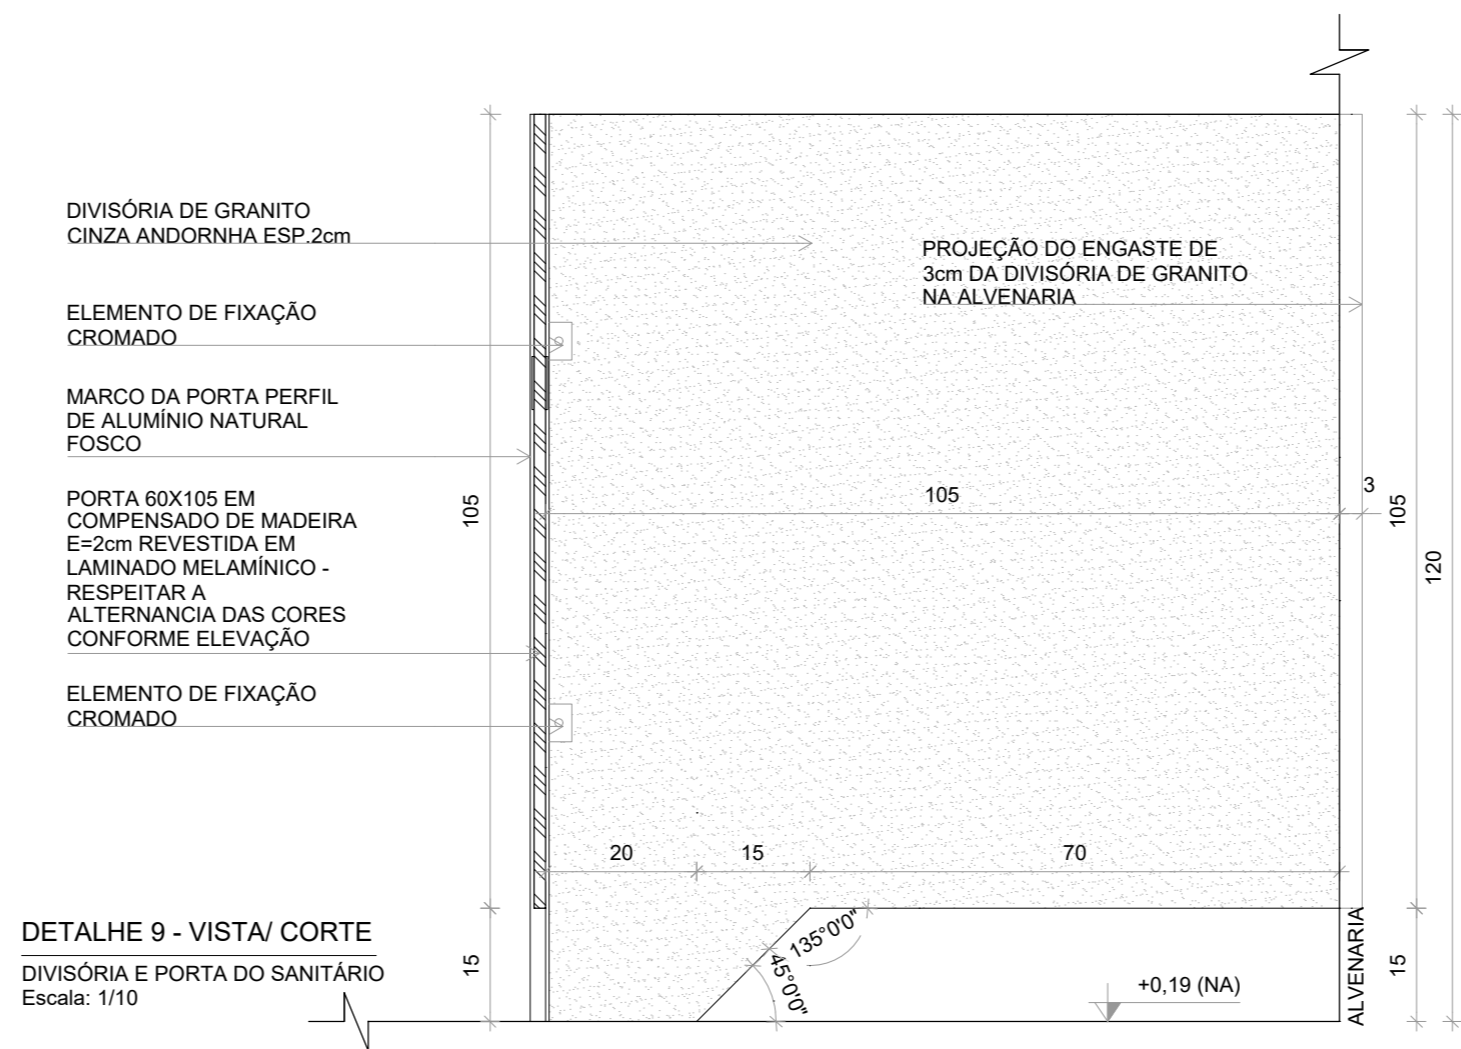 DIVISÓRIA DE GRANITO
CINZA ANDORNHA ESP.2cm
PROJEÇÃO DO ENGASTE DE
3cm DA DIVISÓRIA DE GRANITO
NA ALVENARIA
ELEMENTO DE FIXAÇÃO
CROMADO
MARCO DA PORTA PERFIL
DE ALUMÍNIO NATURAL
FOSCO
PORTA 60X105 EM
COMPENSADO DE MADEIRA
E=2cm REVESTIDA EM
LAMINADO MELAMÍNICO -
RESPEITAR A
ALTERNANCIA DAS CORES
CONFORME ELEVAÇÃO
ELEMENTO DE FIXAÇÃO
CROMADO
105
105
3
105
120
20
15
70
15
135°0'0"
45°0'0"
+0,19 (NA)
ALVENARIA
15
DETALHE 9 - VISTA/ CORTE
DIVISÓRIA E PORTA DO SANITÁRIO
Escala: 1/10